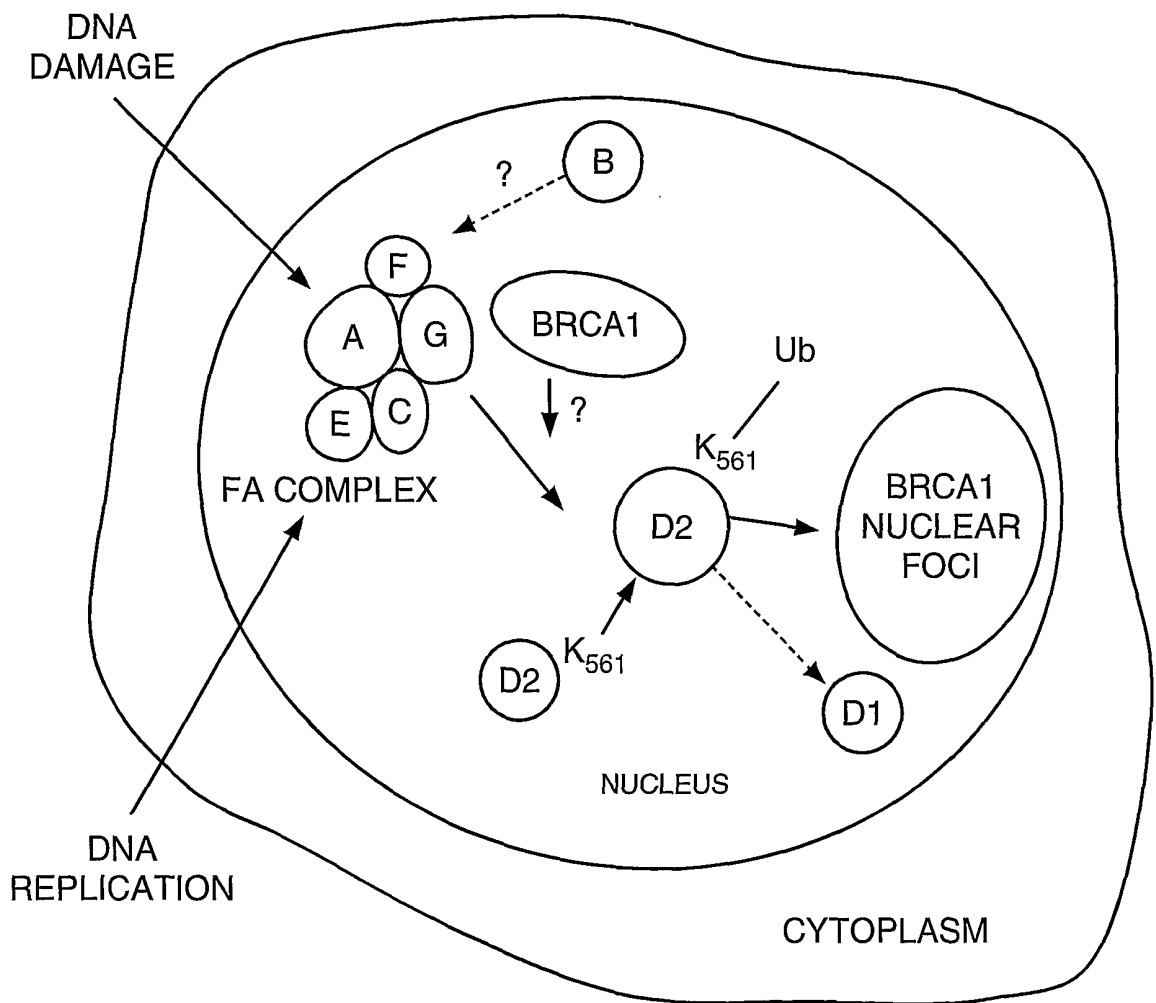 DNA
DAMAGE
B
?
F
A
G
BRCA1
E
C
?
FA COMPLEX
Ub
K561
D2
BRCA1
NUCLEAR
FOCI
D2
K561
D1
NUCLEUS
DNA
REPLICATION
CYTOPLASM